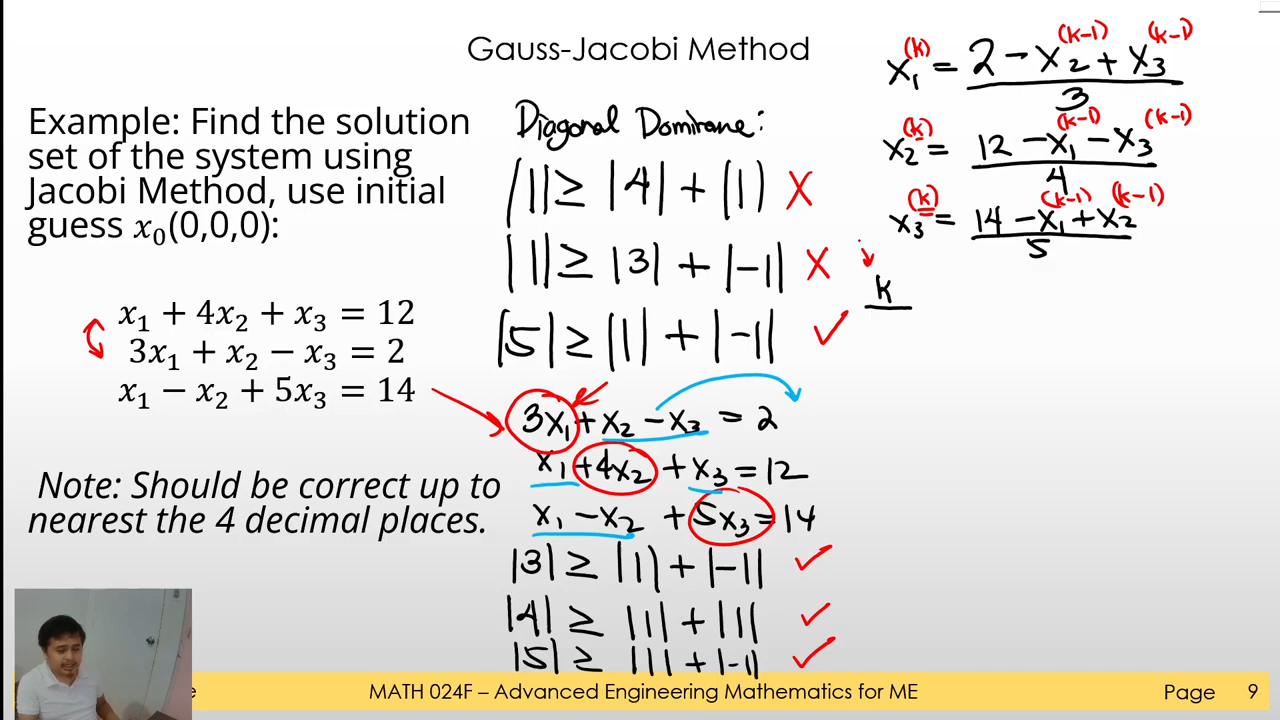 Gauss-Jacobi Method
Example: Find the solution
set of the system using
Jacobi Method, use initial
guess x₀(0,0,0):
x₁ + 4x₂ + x₃ = 12
3x₁ + x₂ − x₃ = 2
x₁ − x₂ + 5x₃ = 14
Note: Should be correct up to
nearest the 4 decimal places.
Diagonal Dominane:
|1| ≥ |4| + |1| X
|1| ≥ |3| + |−1| X
|5| ≥ |1| + |−1| ✓
3x₁ + x₂ − x₃ = 2
x₁ + 4x₂ + x₃ = 12
x₁ − x₂ + 5x₃ = 14
|3| ≥ |1| + |−1| ✓
|4| ≥ |1| + |1| ✓
|5| ≥ |1| + |−1| ✓
x₁⁽ᵏ⁾ = (2 − x₂⁽ᵏ⁻¹⁾ + x₃⁽ᵏ⁻¹⁾) / 3
x₂⁽ᵏ⁾ = (12 − x₁⁽ᵏ⁻¹⁾ − x₃⁽ᵏ⁻¹⁾) / 4
x₃⁽ᵏ⁾ = (14 − x₁⁽ᵏ⁻¹⁾ + x₂⁽ᵏ⁻¹⁾) / 5
k
MATH 024F – Advanced Engineering Mathematics for ME
Page 9